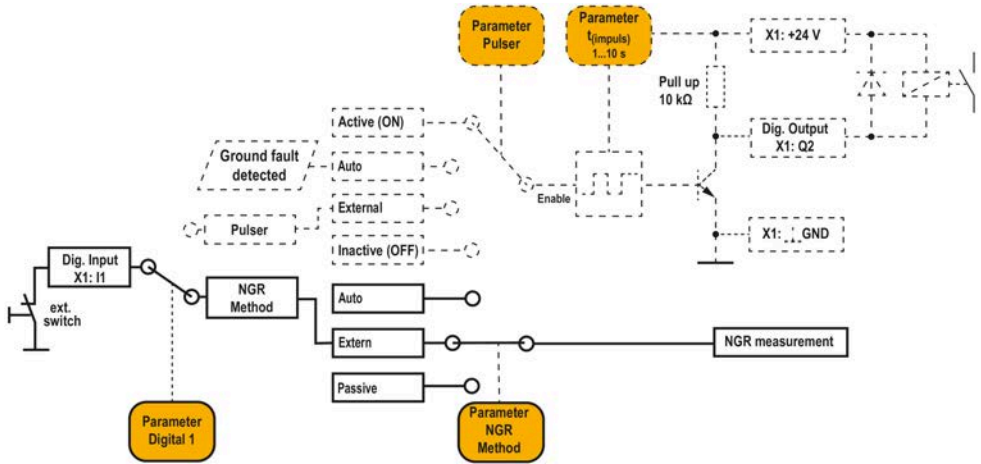 Parameter
Pulser
Parameter
t(impuls)
1...10 s
X1: +24 V
Pull up
10 kΩ
Active (ON)
Dig. Output
X1: Q2
Ground fault
detected
Auto
Enable
External
Pulser
X1: GND
Inactive (OFF)
Dig. Input
X1: I1
NGR
Method
Auto
ext.
switch
Extern
NGR measurement
Passive
Parameter
Digital 1
Parameter
NGR
Method